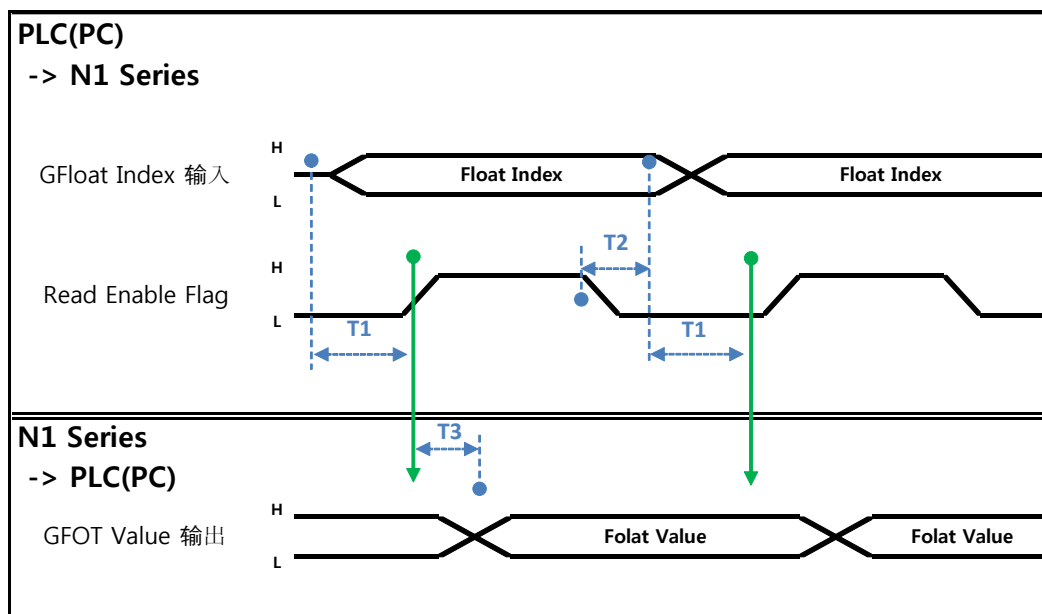 PLC(PC)
-> N1 Series
H
GFloat Index 输入
Float Index
Float Index
L
T2
H
Read Enable Flag
L
T1
T1
N1 Series
T3
-> PLC(PC)
H
GFOT Value 输出
Folat Value
Folat Value
L